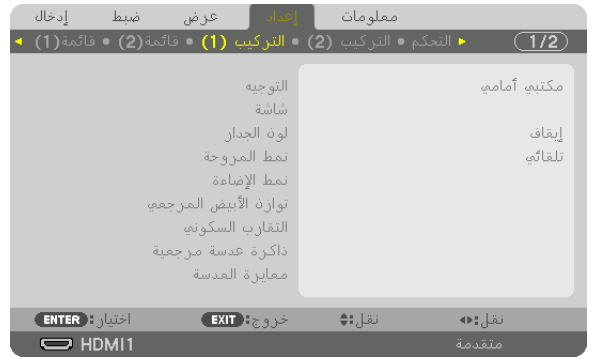 إدخال ضبط عرض إعداد معلومات
◄ قائمة(1) ● قائمة(2) ● التركيب (1) ● التركيب (2) ● التحكم ► 1/2
التوجيه مكتبي أمامي
شاشة
لون الجدار إيقاف
نمط المروحة تلقائي
نمط الإضاءة
توازن الأبيض المرجعي
التقارب السكوني
ذاكرة عدسة مرجعية
معايرة العدسة
ENTER :اختيار EXIT :خروج نقل: نقل:
HDMI1 متقدمة